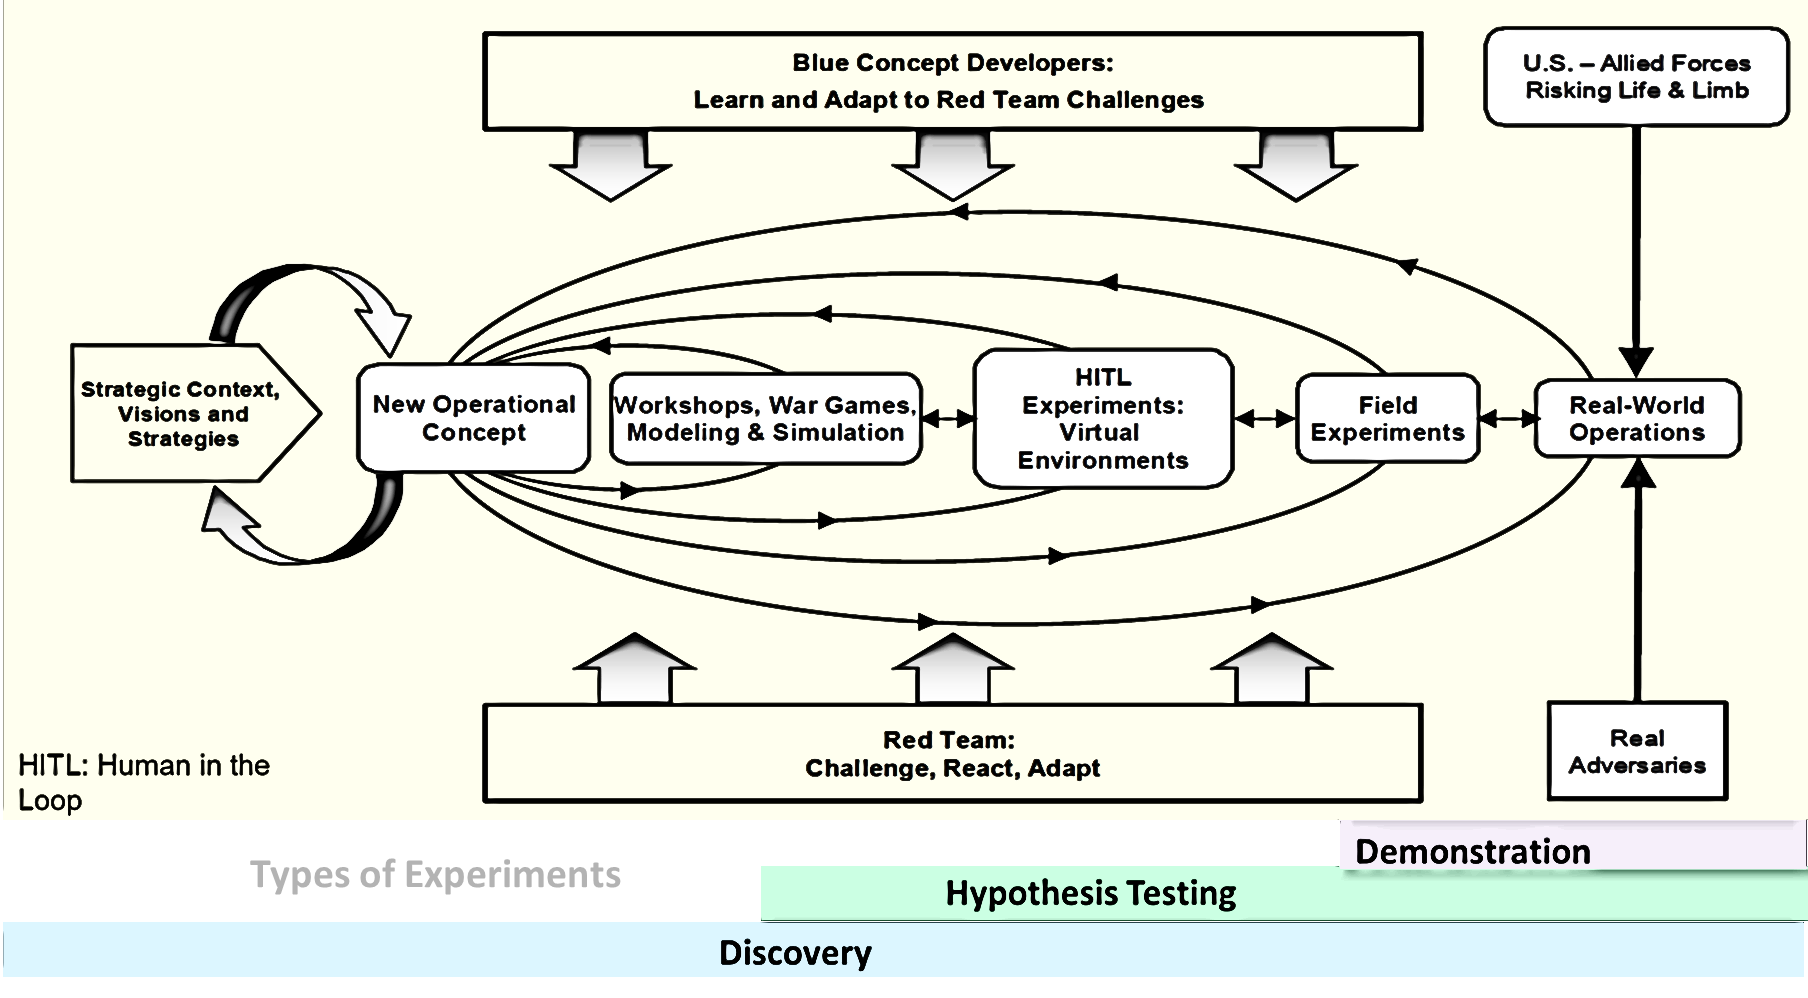 Blue Concept Developers:
Learn and Adapt to Red Team Challenges
U.S. – Allied Forces
Risking Life & Limb
Strategic Context,
Visions and
Strategies
New Operational
Concept
Workshops, War Games,
Modeling & Simulation
HITL
Experiments:
Virtual
Environments
Field
Experiments
Real-World
Operations
Red Team:
Challenge, React, Adapt
Real
Adversaries
HITL: Human in the
Loop
Types of Experiments
Demonstration
Hypothesis Testing
Discovery